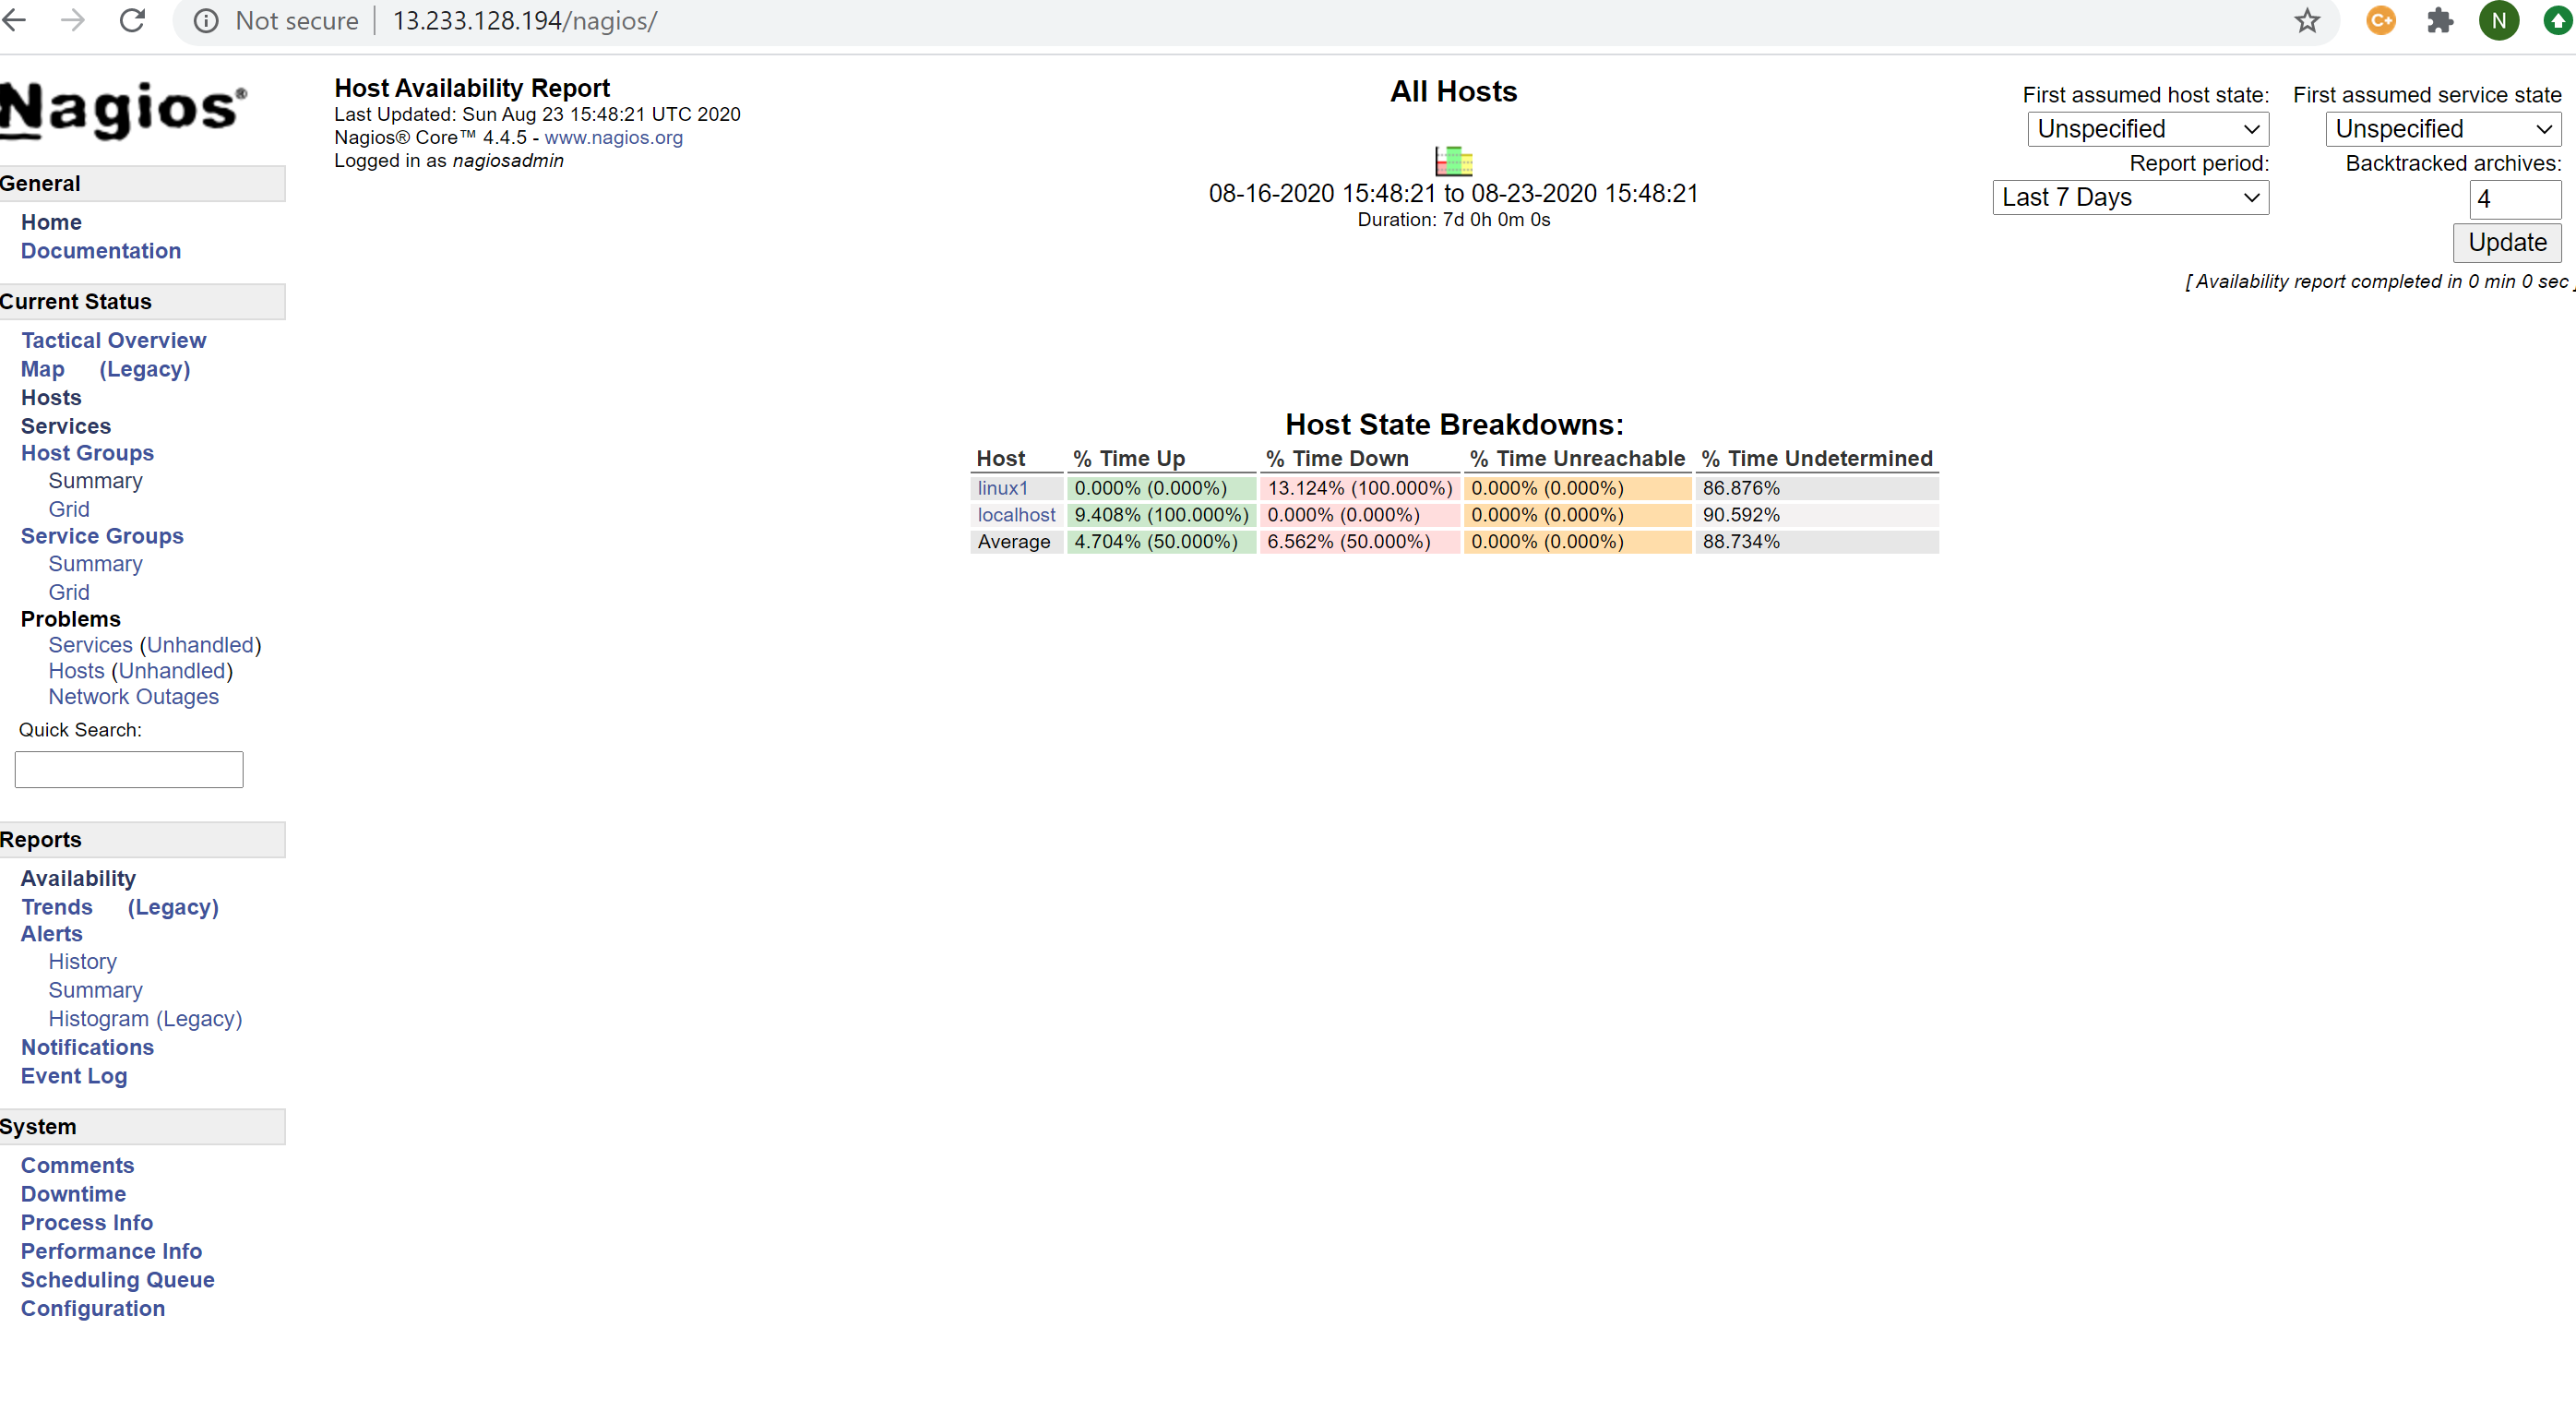 Not secure | 13.233.128.194/nagios/
C+
N
Nagios®
General
Home
Documentation
Current Status
Tactical Overview
Map (Legacy)
Hosts
Services
Host Groups
Summary
Grid
Service Groups
Summary
Grid
Problems
Services (Unhandled)
Hosts (Unhandled)
Network Outages
Quick Search:
Reports
Availability
Trends (Legacy)
Alerts
History
Summary
Histogram (Legacy)
Notifications
Event Log
System
Comments
Downtime
Process Info
Performance Info
Scheduling Queue
Configuration
Host Availability Report
Last Updated: Sun Aug 23 15:48:21 UTC 2020
Nagios® Core™ 4.4.5 - www.nagios.org
Logged in as nagiosadmin
All Hosts
08-16-2020 15:48:21 to 08-23-2020 15:48:21
Duration: 7d 0h 0m 0s
First assumed host state: First assumed service state
Unspecified Unspecified
Report period: Backtracked archives:
Last 7 Days 4
Update
[ Availability report completed in 0 min 0 sec ]
Host State Breakdowns:
Host % Time Up % Time Down % Time Unreachable % Time Undetermined
linux1 0.000% (0.000%) 13.124% (100.000%) 0.000% (0.000%) 86.876%
localhost 9.408% (100.000%) 0.000% (0.000%) 0.000% (0.000%) 90.592%
Average 4.704% (50.000%) 6.562% (50.000%) 0.000% (0.000%) 88.734%